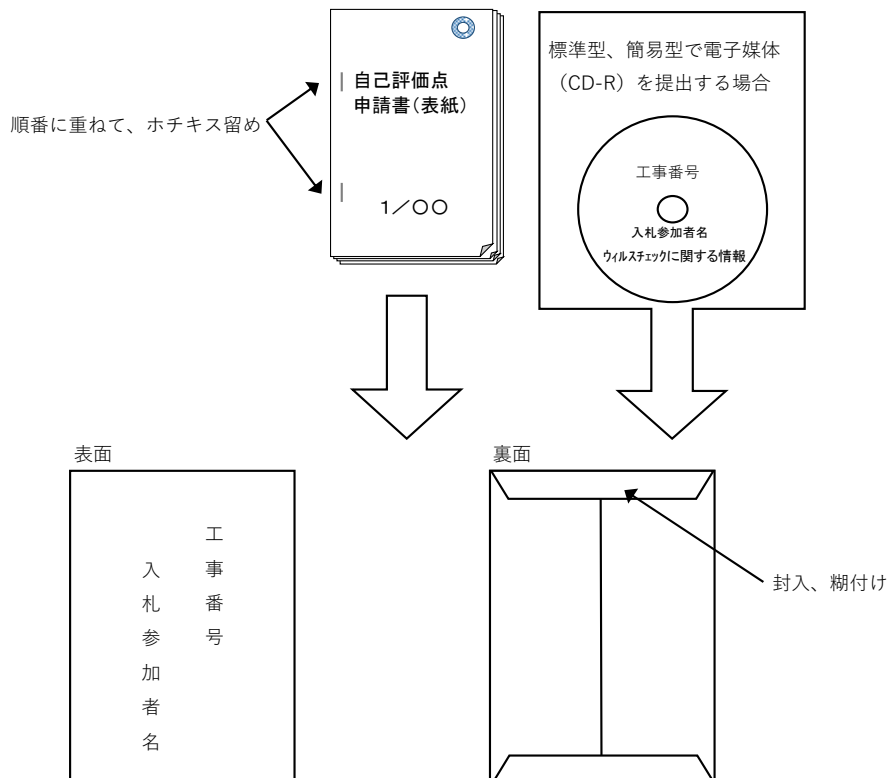 自己評価点
申請書(表紙)
1/〇〇
順番に重ねて、ホチキス留め
標準型、簡易型で電子媒体
（CD-R）を提出する場合
工事番号
入札参加者名
ウィルスチェックに関する情報
表面
工事番号
入札参加者名
裏面
封入、糊付け